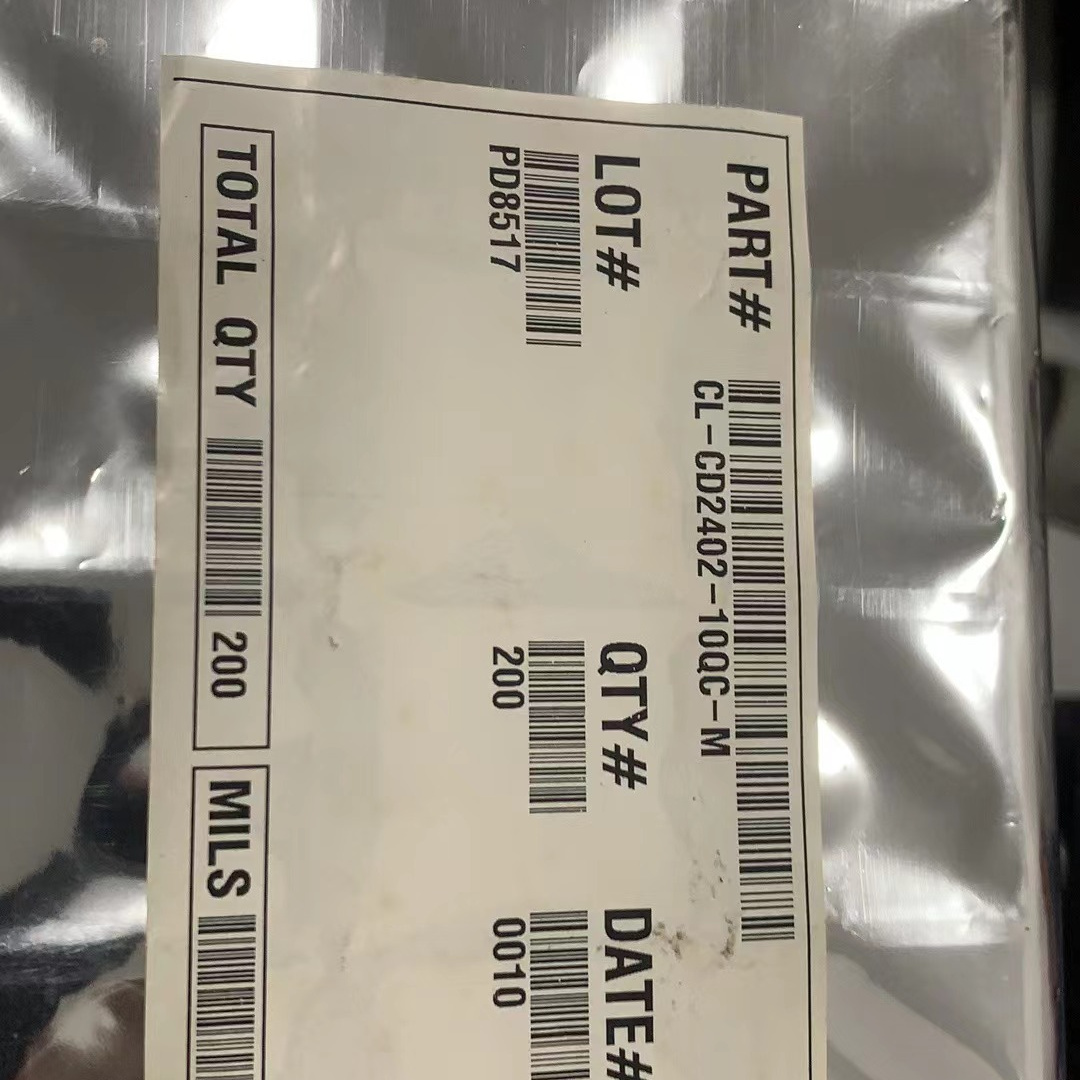 PART# CL-CD2402-10QC-M
LOT# QTY# DATE#
PD8517 200 0010
TOTAL QTY 200 MILS